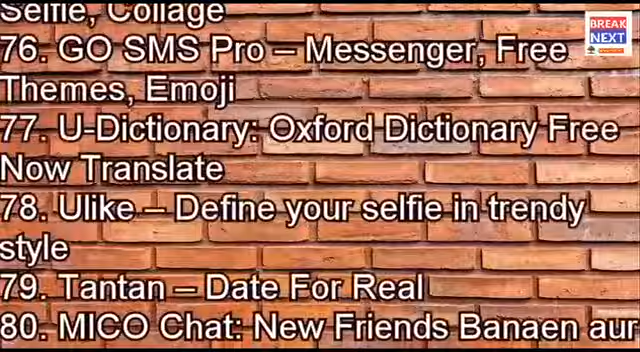 Selfie, Collage
76. GO SMS Pro – Messenger, Free
Themes, Emoji
77. U-Dictionary: Oxford Dictionary Free
Now Translate
78. Ulike – Define your selfie in trendy
style
79. Tantan – Date For Real
80. MICO Chat: New Friends Banaen aur
BREAK
NEXT